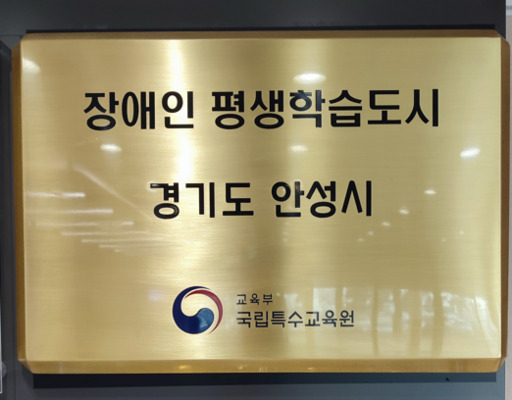 장애인 평생학습도시
경기도 안성시
교육부
국립특수교육원